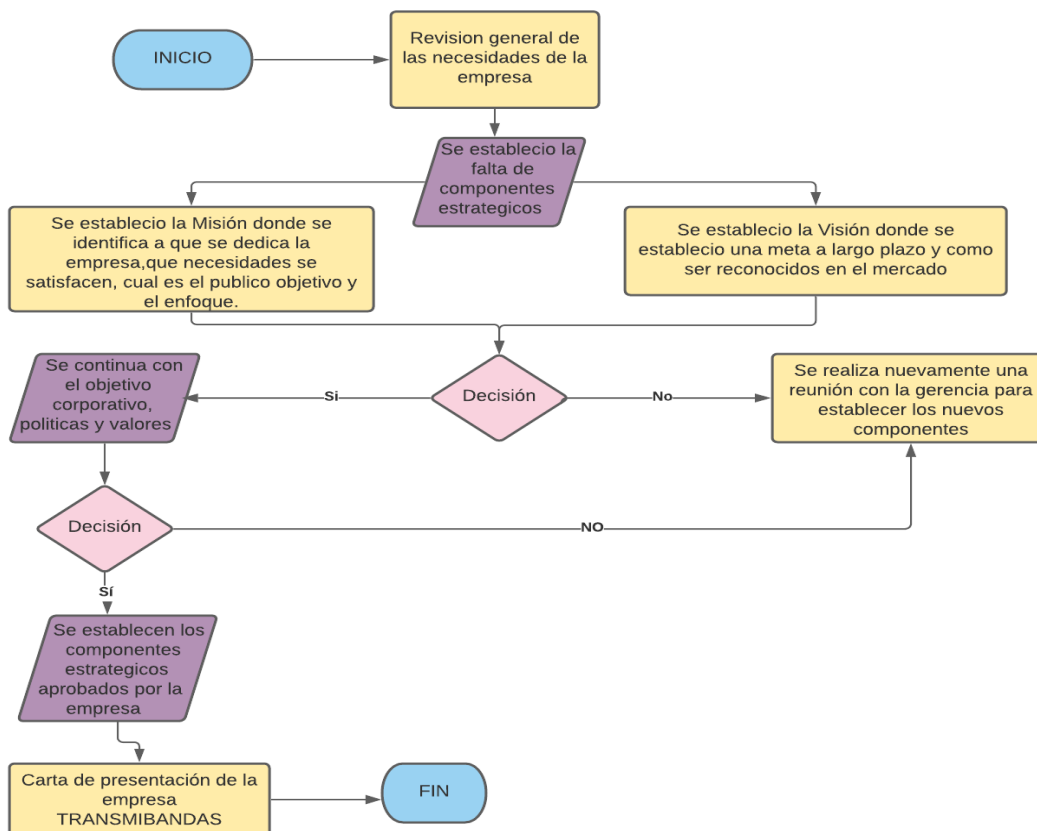 INICIO
Revision general de
las necesidades de la
empresa
Se establecio la
falta de
componentes
estrategicos
Se establecio la Misión donde se
identifica a que se dedica la
empresa,que necesidades se
satisfacen, cual es el publico objetivo y
el enfoque.
Se establecio la Visión donde se
establecio una meta a largo plazo y como
ser reconocidos en el mercado
Se continua con
el objetivo
corporativo,
politicas y valores
Si
Decisión
No
Se realiza nuevamente una
reunión con la gerencia para
establecer los nuevos
componentes
Decisión
NO
Sí
Se establecen los
componentes
estrategicos
aprobados por la
empresa
Carta de presentación de la
empresa
TRANSMIBANDAS
FIN